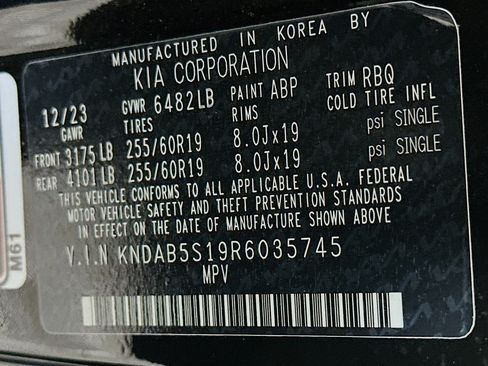 MANUFACTURED IN KOREA BY
KIA CORPORATION
12/23 GVWR 6482LB PAINT ABP TRIM RBQ
GAWR TIRES RIMS COLD TIRE INFL
FRONT 3175LB 255/60R19 8.0Jx19 psi SINGLE
REAR 4101LB 255/60R19 8.0Jx19 psi SINGLE
THIS VEHICLE CONFORMS TO ALL APPLICABLE U.S.A. FEDERAL
MOTOR VEHICLE SAFETY AND THEFT PREVENTION STANDARDS
IN EFFECT ON THE DATE OF MANUFACTURE SHOWN ABOVE
V.I.N KNDAB5S19R6035745
MPV
M61